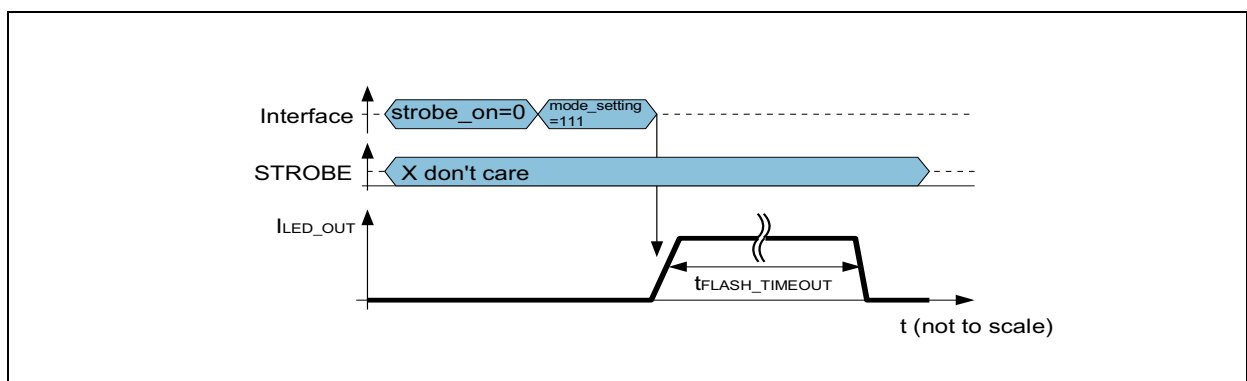 Interface
strobe_on=0
mode_setting
=111
STROBE
X don't care
ILED_OUT
tFLASH_TIMEOUT
t (not to scale)